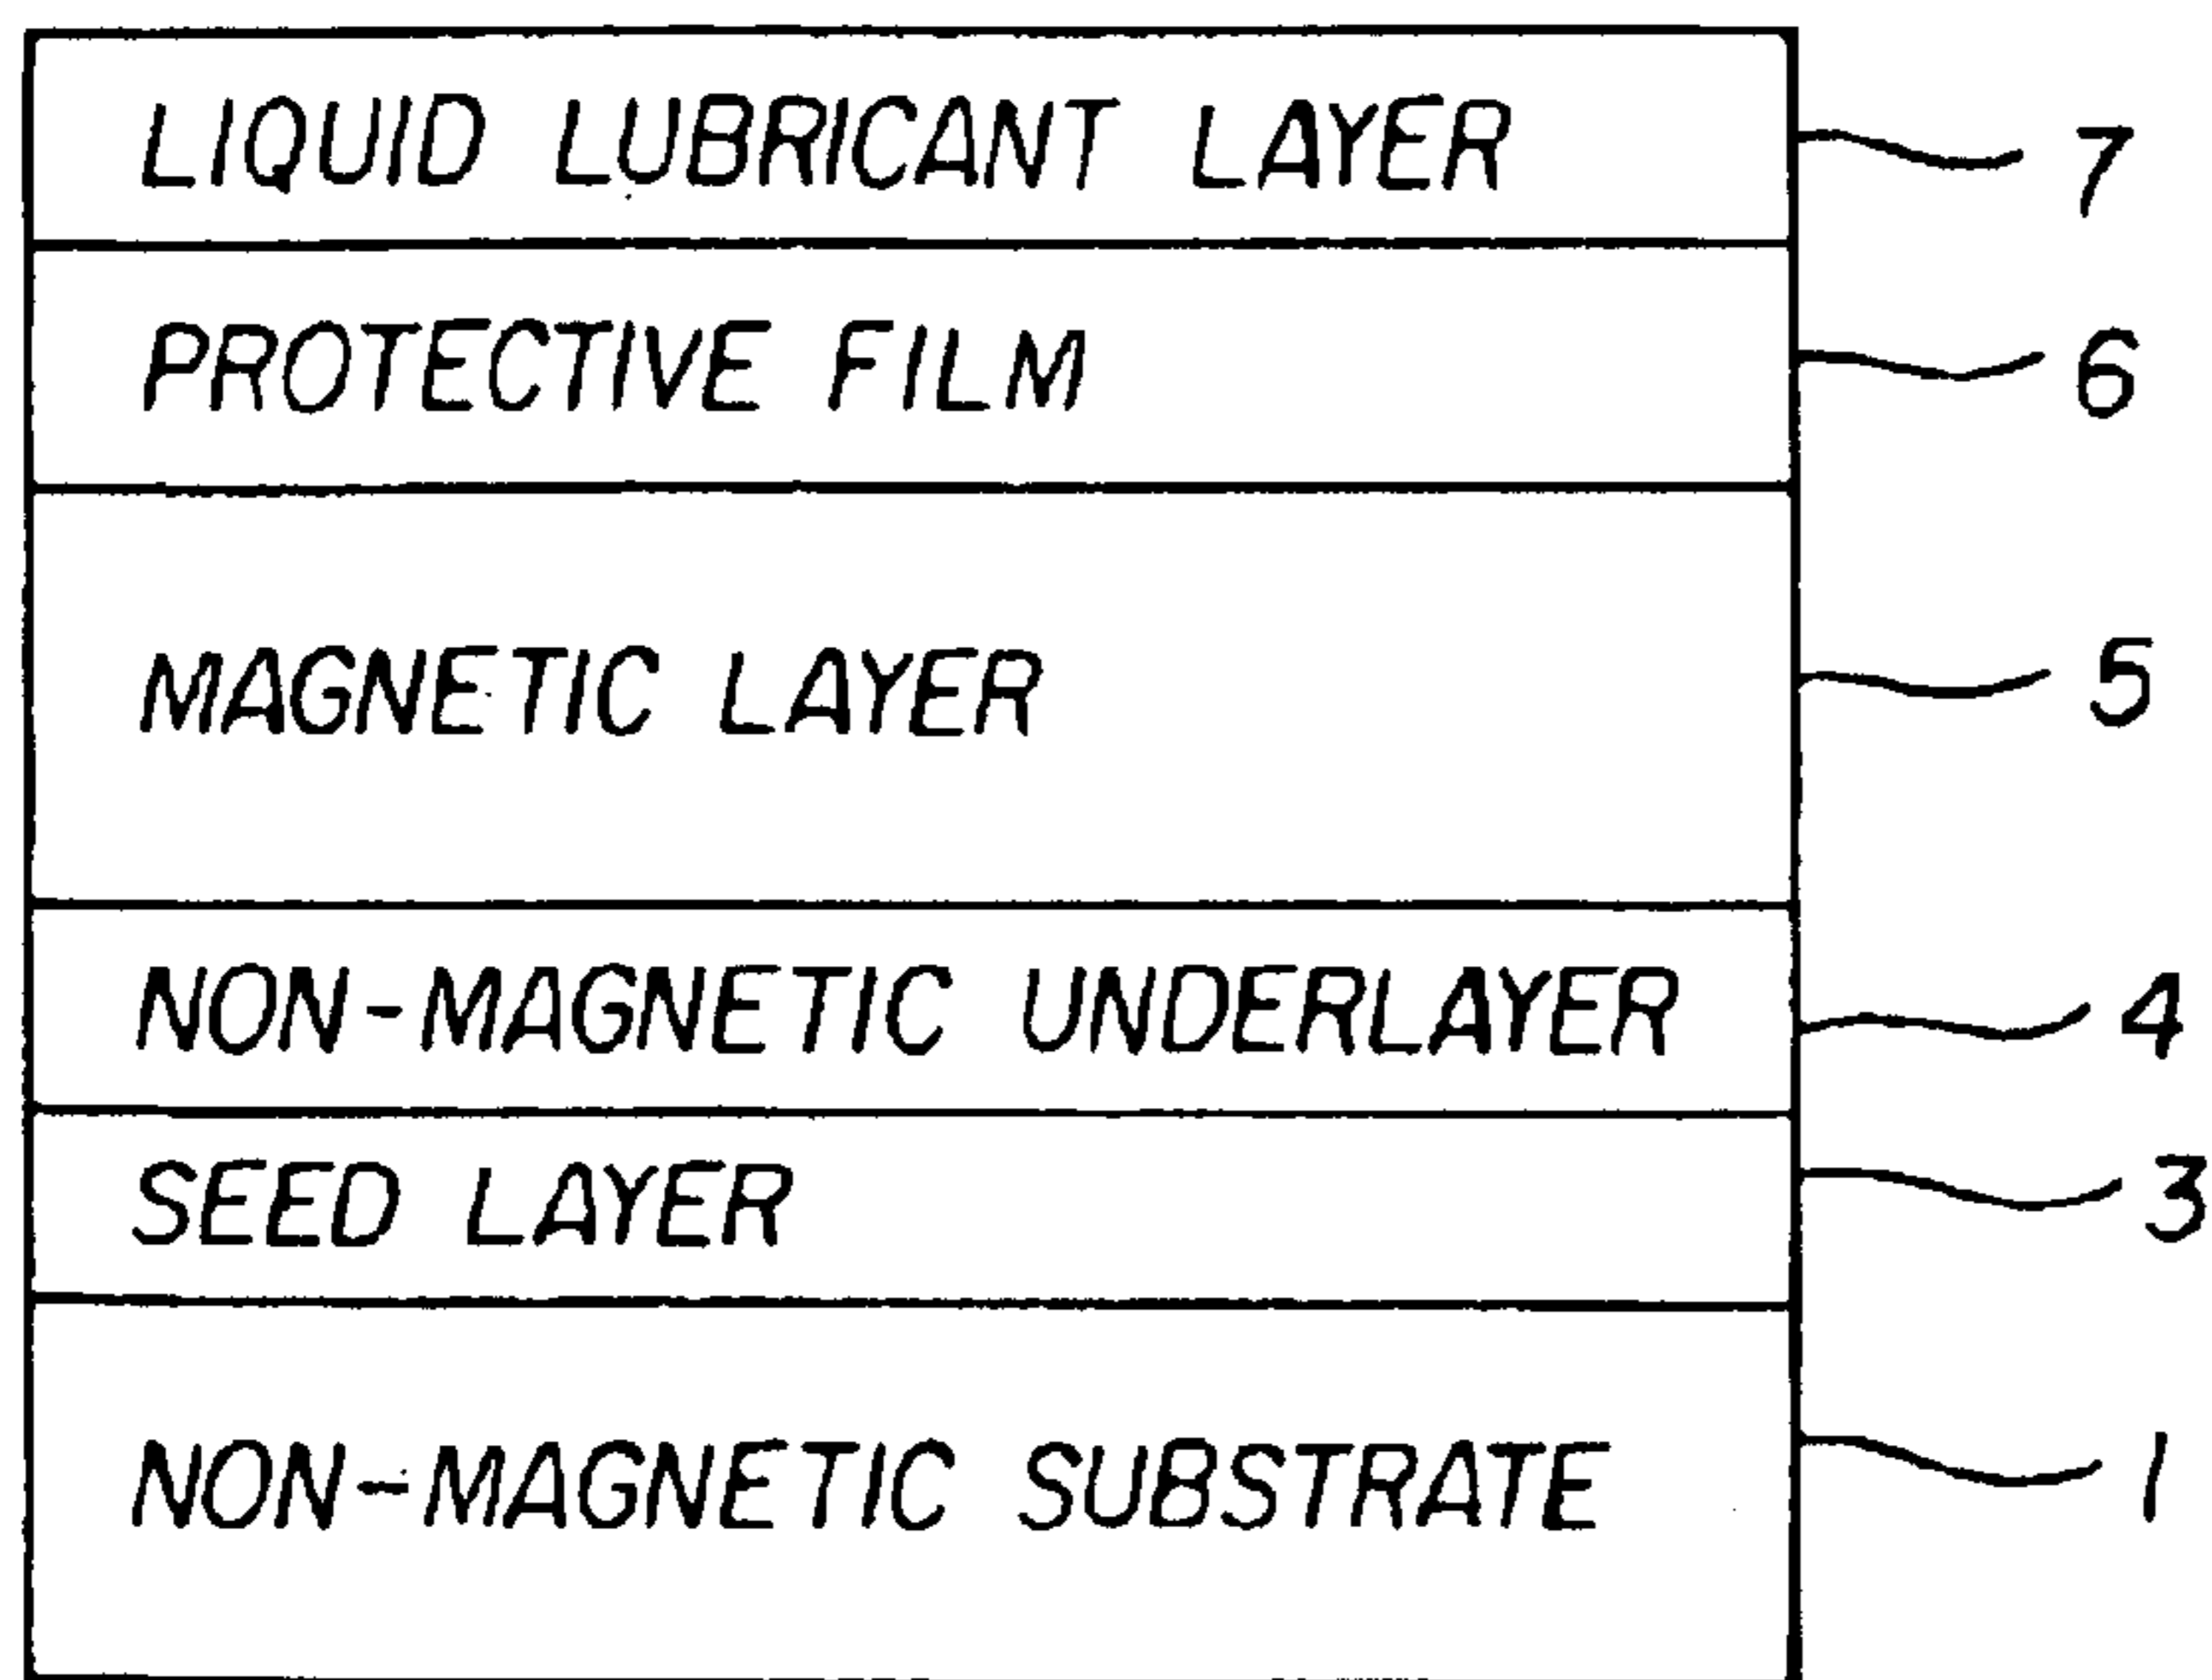 LIQUID LUBRICANT LAYER 7
PROTECTIVE FILM 6
MAGNETIC LAYER 5
NON-MAGNETIC UNDERLAYER 4
SEED LAYER 3
NON-MAGNETIC SUBSTRATE 1